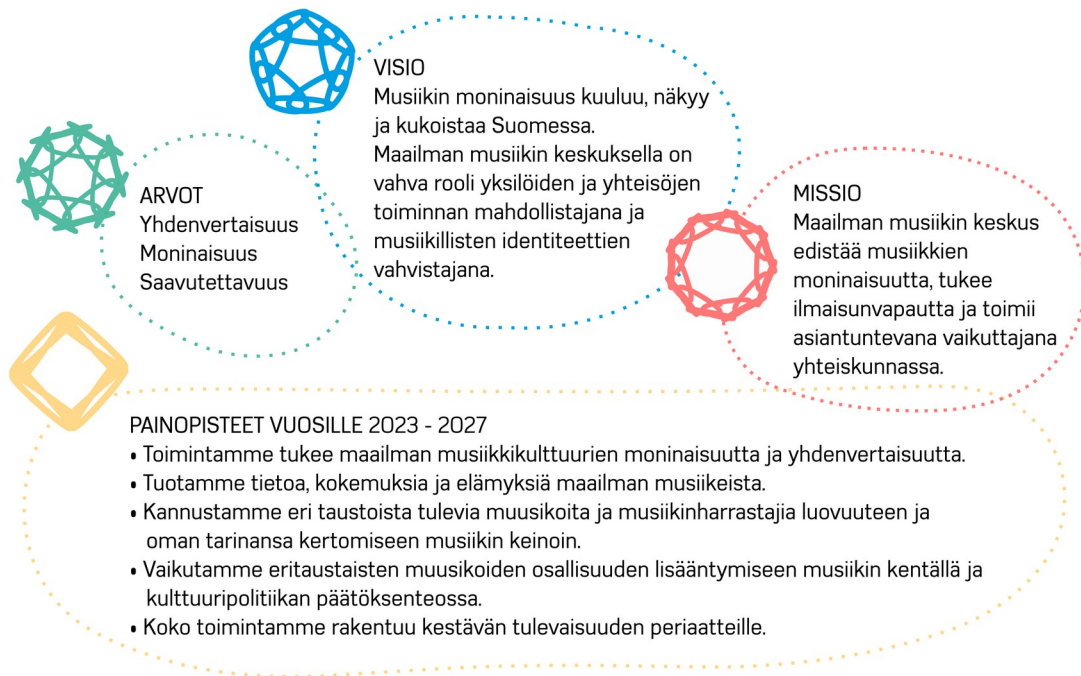 VISIO
Musiikin moninaisuus kuuluu, näkyy
ja kukoistaa Suomessa.
Maailman musiikin keskuksella on
vahva rooli yksilöiden ja yhteisöjen
toiminnan mahdollistajana ja
musiikillisten identiteettien
vahvistajana.
ARVOT
Yhdenvertaisuus
Moninaisuus
Saavutettavuus
MISSIO
Maailman musiikin keskus
edistää musiikkien
moninaisuutta, tukee
ilmaisunvapautta ja toimii
asiantuntevana vaikuttajana
yhteiskunnassa.
PAINOPISTEET VUOSILLE 2023 - 2027
• Toimintamme tukee maailman musiikkikulttuurien moninaisuutta ja yhdenvertaisuutta.
• Tuotamme tietoa, kokemuksia ja elämyksiä maailman musiikeista.
• Kannustamme eri taustoista tulevia muusikoita ja musiikinharrastajia luovuuteen ja
oman tarinansa kertomiseen musiikin keinoin.
• Vaikutamme eritaustaisten muusikoiden osallisuuden lisääntymiseen musiikin kentällä ja
kulttuuripolitiikan päätöksenteossa.
• Koko toimintamme rakentuu kestävän tulevaisuuden periaatteille.